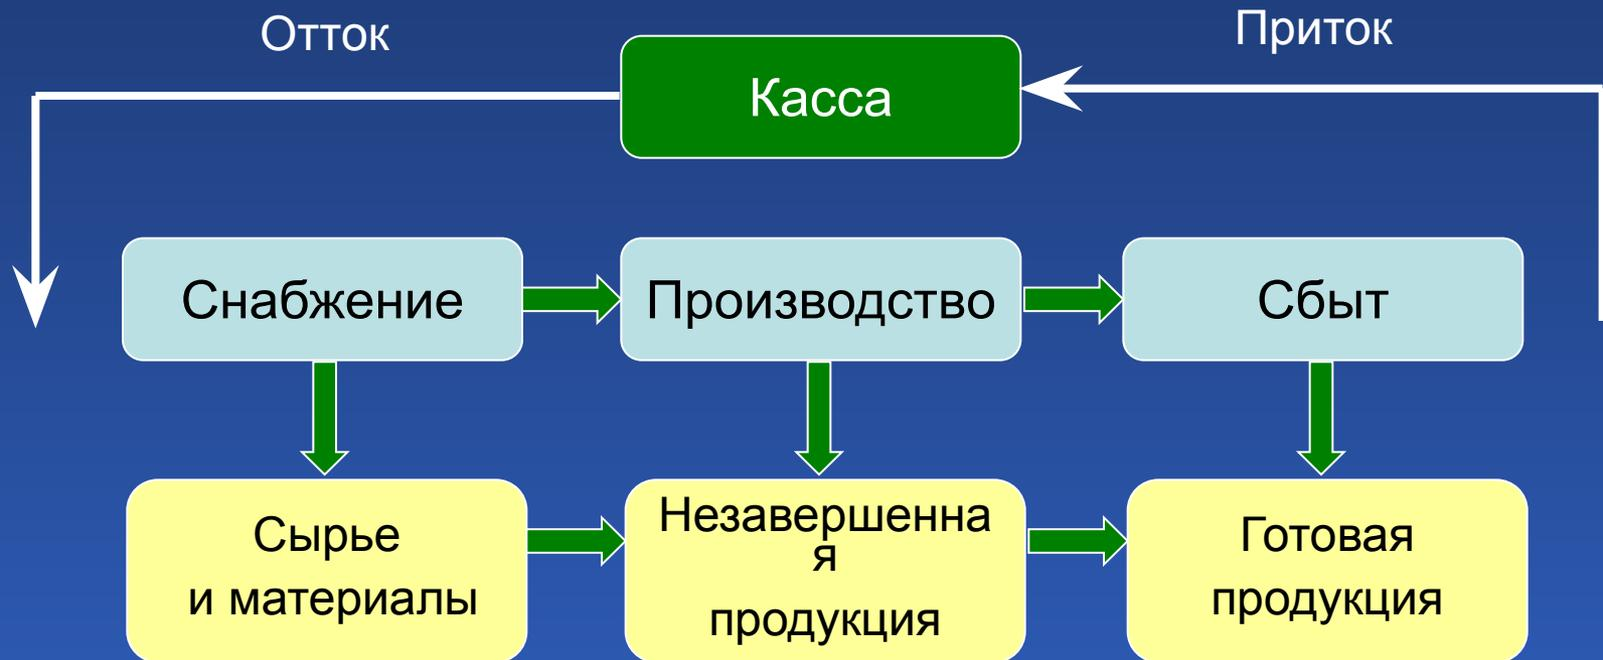 Отток
Приток
Касса
Снабжение
Производство
Сбыт
Сырье
и материалы
Незавершенна
я
продукция
Готовая
продукция